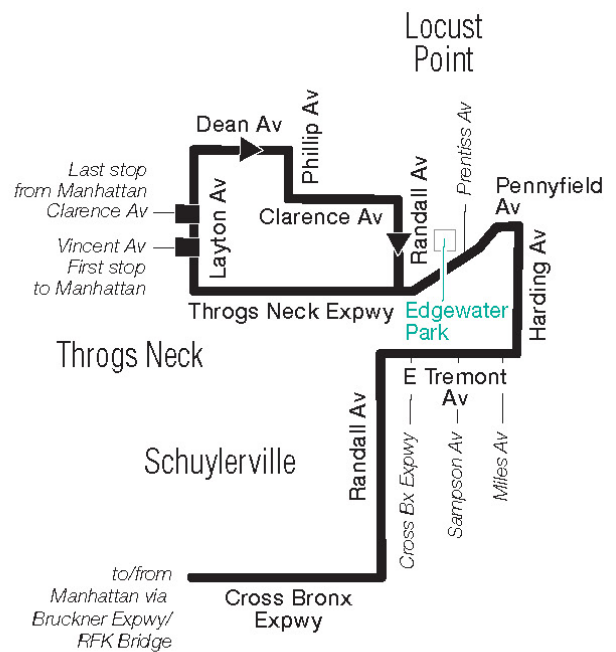 Locust
Point
Dean Av
Phillip Av
Prentiss Av
Randall Av
Last stop
from Manhattan
Clarence Av
Pennyfield
Av
Layton Av
Clarence Av
Vincent Av
First stop
to Manhattan
Harding Av
Throgs Neck Expwy
Edgewater
Park
Throgs Neck
E Tremont
Av
Randall Av
Cross Bx Expwy
Sampson Av
Miles Av
Schuylerville
to/from
Manhattan via
Bruckner Expwy/
RFK Bridge
Cross Bronx
Expwy